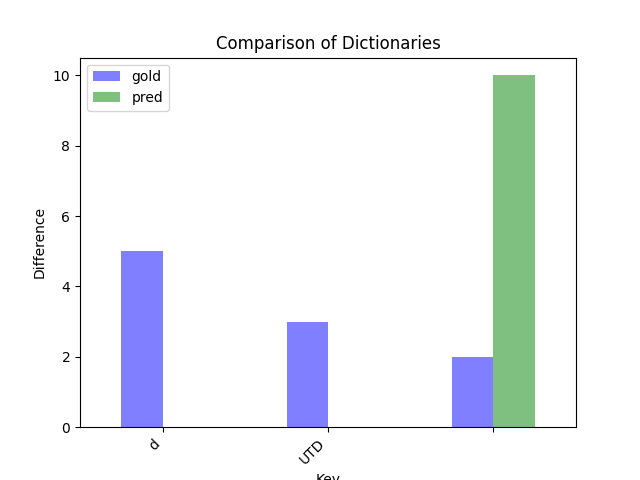 Comparison of Dictionaries
gold
pred
10
8
6
4
2
0
Difference
d
UTD
Key